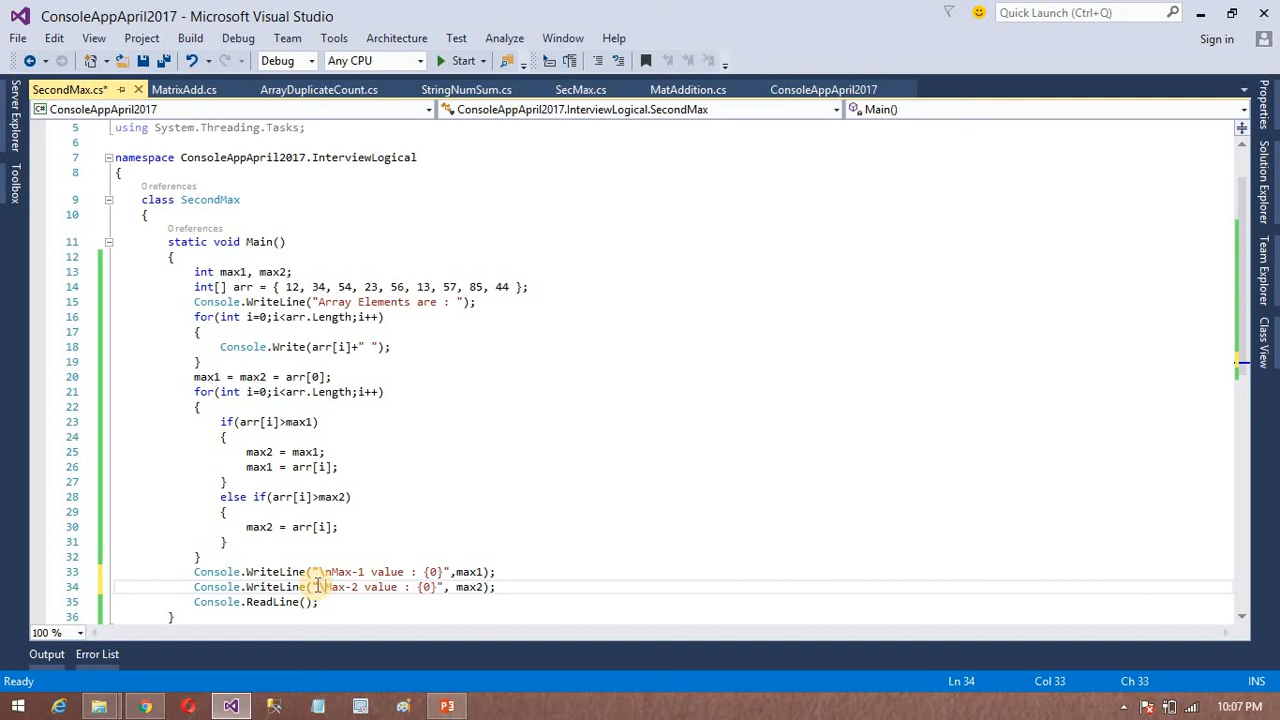 ConsoleAppApril2017 - Microsoft Visual Studio
Quick Launch (Ctrl+Q)
File Edit View Project Build Debug Team Tools Architecture Test Analyze Window Help
Sign in
Debug Any CPU Start
SecondMax.cs* MatrixAdd.cs ArrayDuplicateCount.cs StringNumSum.cs SecMax.cs MatAddition.cs ConsoleAppApril2017
ConsoleAppApril2017 ConsoleAppApril2017.InterviewLogical.SecondMax Main()
Server Explorer
Toolbox
Properties
Solution Explorer
Team Explorer
Class View
5 using System.Threading.Tasks;
6
7 namespace ConsoleAppApril2017.InterviewLogical
8 {
0 references
9 class SecondMax
10 {
0 references
11 static void Main()
12 {
13 int max1, max2;
14 int[] arr = { 12, 34, 54, 23, 56, 13, 57, 85, 44 };
15 Console.WriteLine("Array Elements are : ");
16 for(int i=0;i<arr.Length;i++)
17 {
18 Console.Write(arr[i]+" ");
19 }
20 max1 = max2 = arr[0];
21 for(int i=0;i<arr.Length;i++)
22 {
23 if(arr[i]>max1)
24 {
25 max2 = max1;
26 max1 = arr[i];
27 }
28 else if(arr[i]>max2)
29 {
30 max2 = arr[i];
31 }
32 }
33 Console.WriteLine("\nMax-1 value : {0}",max1);
34 Console.WriteLine("\Max-2 value : {0}", max2);
35 Console.ReadLine();
36 }
100 %
Output Error List
Ready Ln 34 Col 33 Ch 33 INS
10:07 PM